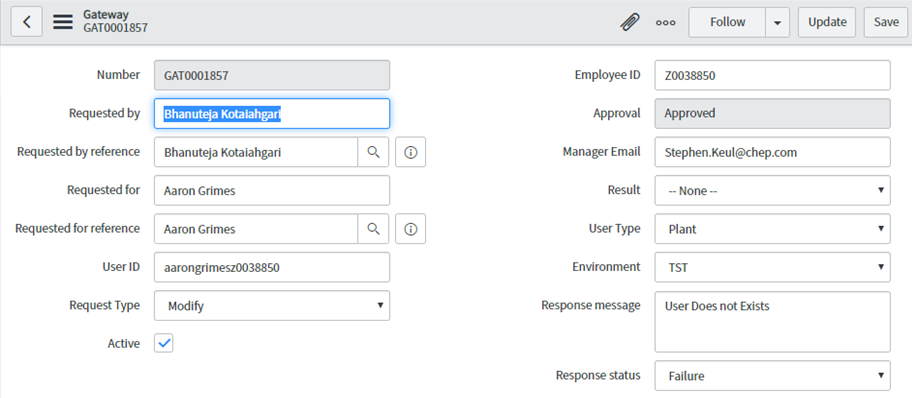 Gateway
GAT0001857
Follow
Update
Save
Number
GAT0001857
Requested by
Bhanuteja Kotaiahgari
Requested by reference
Bhanuteja Kotaiahgari
Requested for
Aaron Grimes
Requested for reference
Aaron Grimes
User ID
aarongrimesz0038850
Request Type
Modify
Active
Employee ID
Z0038850
Approval
Approved
Manager Email
Stephen.Keul@chep.com
Result
-- None --
User Type
Plant
Environment
TST
Response message
User Does not Exists
Response status
Failure